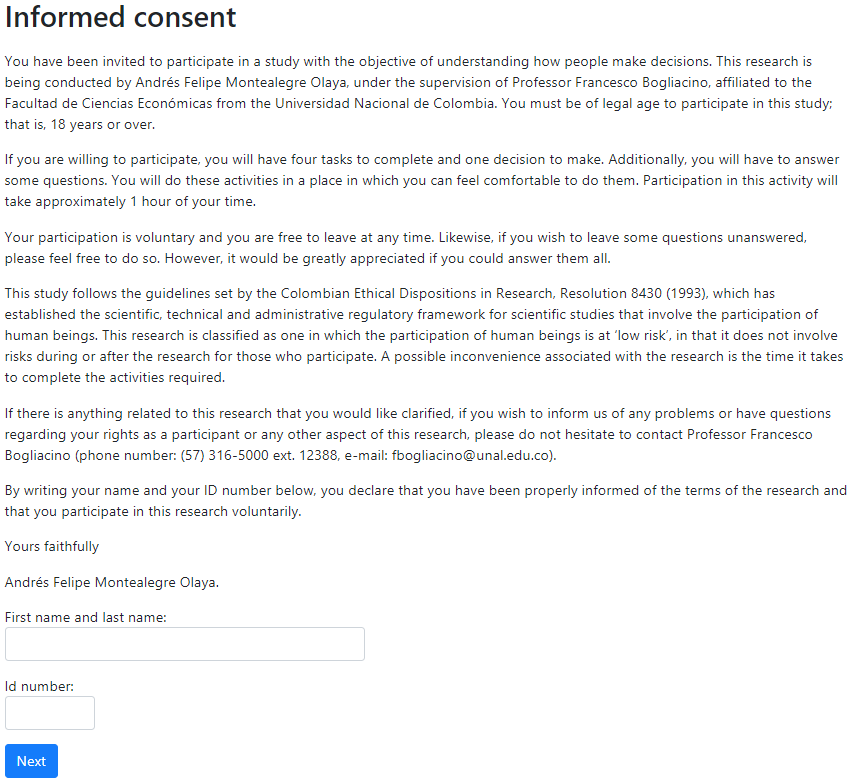 Informed consent
You have been invited to participate in a study with the objective of understanding how people make decisions. This research is
being conducted by Andrés Felipe Montealegre Olaya, under the supervision of Professor Francesco Bogliacino, affiliated to the
Facultad de Ciencias Económicas from the Universidad Nacional de Colombia. You must be of legal age to participate in this study;
that is, 18 years or over.
If you are willing to participate, you will have four tasks to complete and one decision to make. Additionally, you will have to answer
some questions. You will do these activities in a place in which you can feel comfortable to do them. Participation in this activity will
take approximately 1 hour of your time.
Your participation is voluntary and you are free to leave at any time. Likewise, if you wish to leave some questions unanswered,
please feel free to do so. However, it would be greatly appreciated if you could answer them all.
This study follows the guidelines set by the Colombian Ethical Dispositions in Research, Resolution 8430 (1993), which has
established the scientific, technical and administrative regulatory framework for scientific studies that involve the participation of
human beings. This research is classified as one in which the participation of human beings is at ‘low risk’, in that it does not involve
risks during or after the research for those who participate. A possible inconvenience associated with the research is the time it takes
to complete the activities required.
If there is anything related to this research that you would like clarified, if you wish to inform us of any problems or have questions
regarding your rights as a participant or any other aspect of this research, please do not hesitate to contact Professor Francesco
Bogliacino (phone number: (57) 316-5000 ext. 12388, e-mail: fbogliacino@unal.edu.co).
By writing your name and your ID number below, you declare that you have been properly informed of the terms of the research and
that you participate in this research voluntarily.
Yours faithfully
Andrés Felipe Montealegre Olaya.
First name and last name:
Id number:
Next